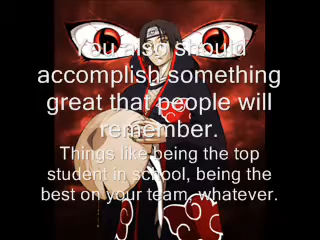 You also should
accomplish something
great that people will
remember.
Things like being the top
student in school, being the
best on your team, whatever.